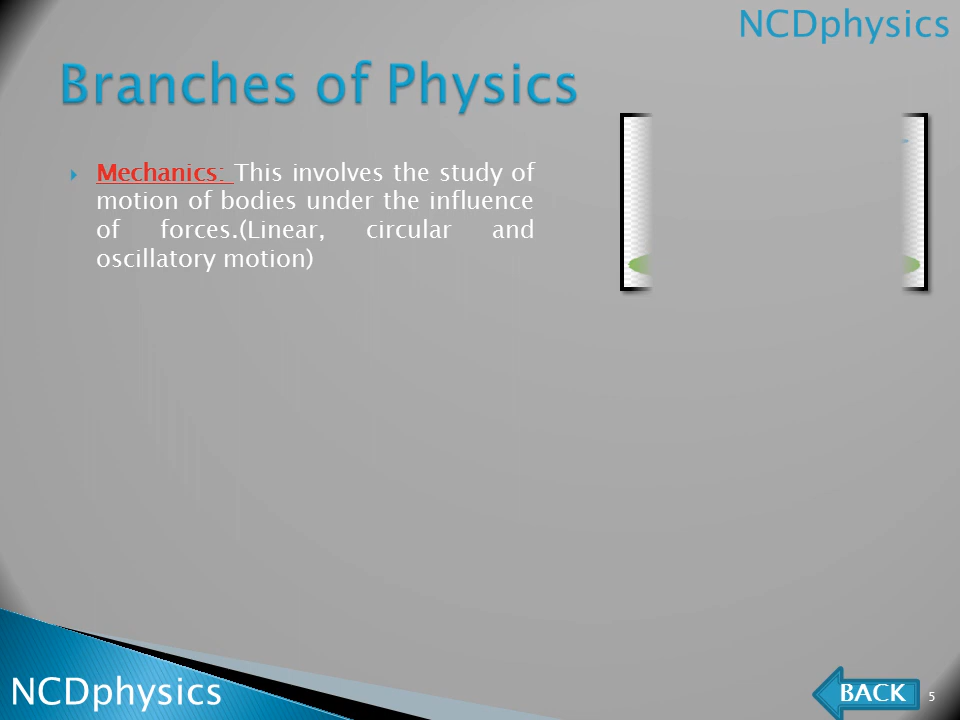 NCDphysics
Branches of Physics
Mechanics: This involves the study of
motion of bodies under the influence
of forces.(Linear, circular and
oscillatory motion)
NCDphysics
BACK
5